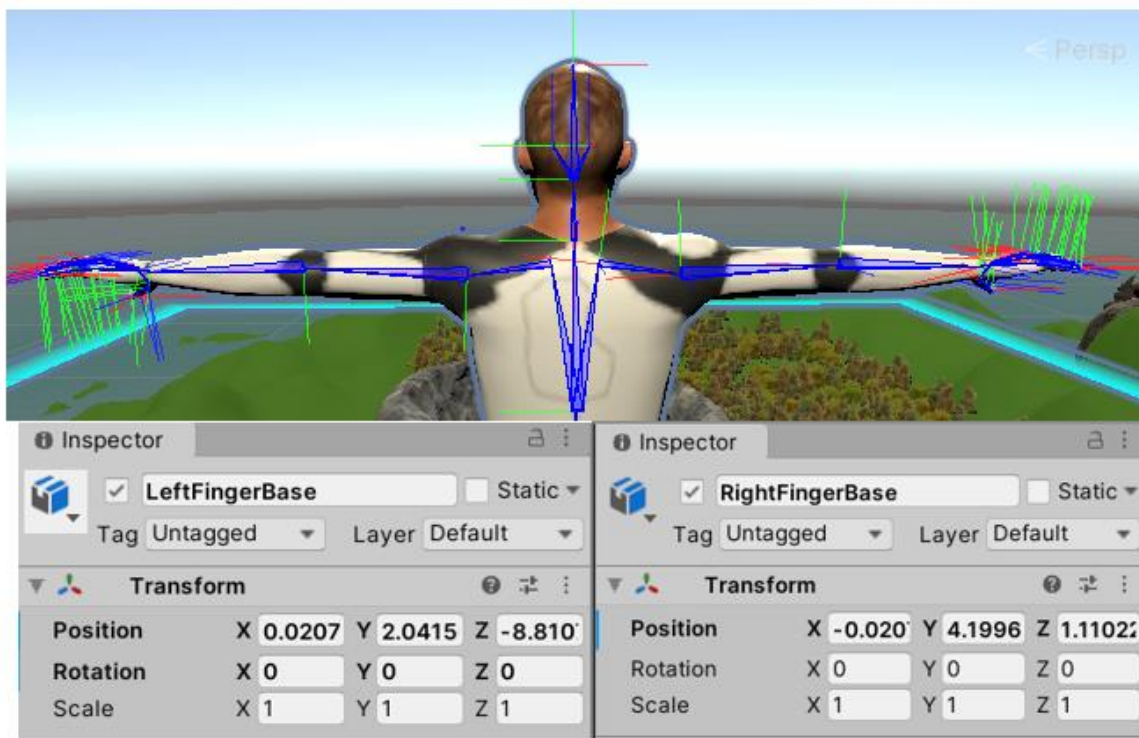 Persp
Inspector
LeftFingerBase Static
Tag Untagged Layer Default
Transform
Position X 0.0207 Y 2.0415 Z -8.810
Rotation X 0 Y 0 Z 0
Scale X 1 Y 1 Z 1
Inspector
RightFingerBase Static
Tag Untagged Layer Default
Transform
Position X -0.020 Y 4.1996 Z 1.11022
Rotation X 0 Y 0 Z 0
Scale X 1 Y 1 Z 1